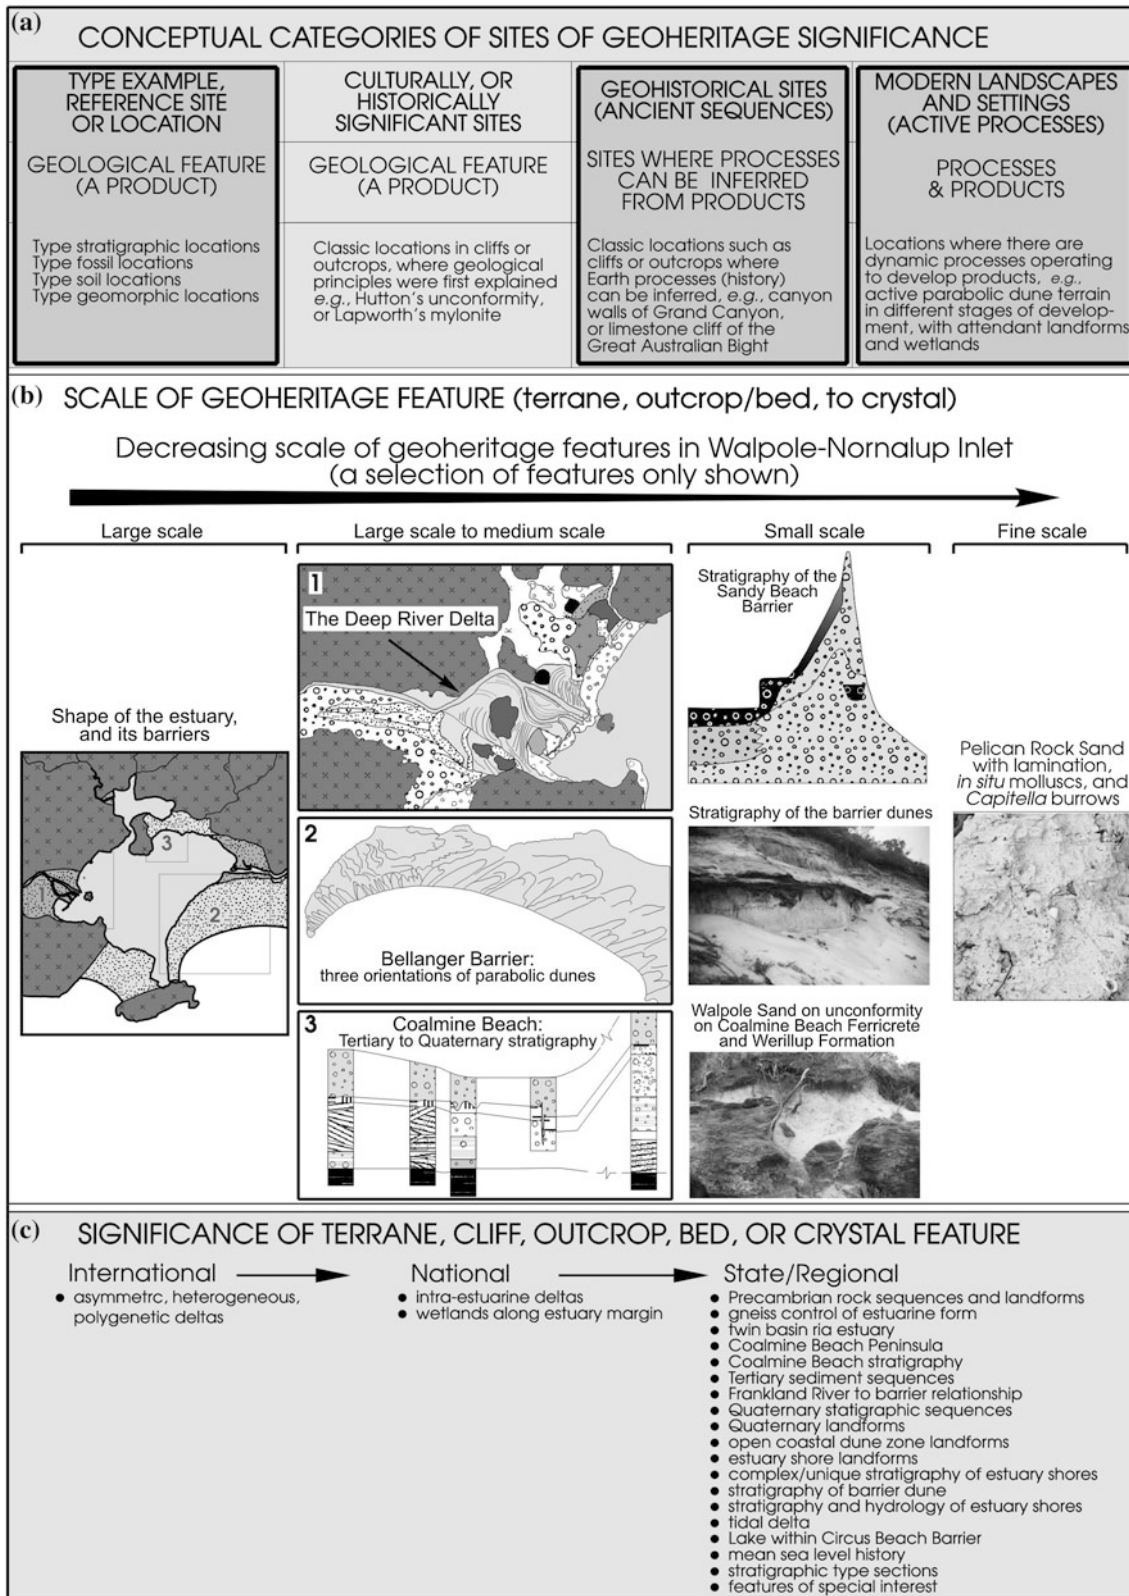 (a) CONCEPTUAL CATEGORIES OF SITES OF GEOHERITAGE SIGNIFICANCE
TYPE EXAMPLE,
REFERENCE SITE
OR LOCATION
GEOLOGICAL FEATURE
(A PRODUCT)
Type stratigraphic locations
Type fossil locations
Type soil locations
Type geomorphic locations
CULTURALLY, OR
HISTORICALLY
SIGNIFICANT SITES
GEOLOGICAL FEATURE
(A PRODUCT)
Classic locations in cliffs or
outcrops, where geological
principles were first explained
e.g., Hutton's unconformity,
or Lapworth's mylonite
GEOHISTORICAL SITES
(ANCIENT SEQUENCES)
SITES WHERE PROCESSES
CAN BE INFERRED
FROM PRODUCTS
Classic locations such as
cliffs or outcrops where
Earth processes (history)
can be inferred, e.g., canyon
walls of Grand Canyon,
or limestone cliff of the
Great Australian Bight
MODERN LANDSCAPES
AND SETTINGS
(ACTIVE PROCESSES)
PROCESSES
& PRODUCTS
Locations where there are
dynamic processes operating
to develop products, e.g.,
active parabolic dune terrain
in different stages of develop-
ment, with attendant landforms
and wetlands
(b) SCALE OF GEOHERITAGE FEATURE (terrane, outcrop/bed, to crystal)
Decreasing scale of geoheritage features in Walpole-Nornalup Inlet
(a selection of features only shown)
Large scale
Shape of the estuary,
and its barriers
3
2
Large scale to medium scale
1
The Deep River Delta
2
Bellanger Barrier:
three orientations of parabolic dunes
3
Coalmine Beach:
Tertiary to Quaternary stratigraphy
Small scale
Stratigraphy of the
Sandy Beach
Barrier
Stratigraphy of the barrier dunes
Walpole Sand on unconformity
on Coalmine Beach Ferricrete
and Werillup Formation
Fine scale
Pelican Rock Sand
with lamination,
in situ molluscs, and
Capitella burrows
(c) SIGNIFICANCE OF TERRANE, CLIFF, OUTCROP, BED, OR CRYSTAL FEATURE
International
• asymmetrc, heterogeneous,
polygenetic deltas
National
• intra-estuarine deltas
• wetlands along estuary margin
State/Regional
• Precambrian rock sequences and landforms
• gneiss control of estuarine form
• twin basin ria estuary
• Coalmine Beach Peninsula
• Coalmine Beach stratigraphy
• Tertiary sediment sequences
• Frankland River to barrier relationship
• Quaternary statigraphic sequences
• Quaternary landforms
• open coastal dune zone landforms
• estuary shore landforms
• complex/unique stratigraphy of estuary shores
• stratigraphy of barrier dune
• stratigraphy and hydrology of estuary shores
• tidal delta
• Lake within Circus Beach Barrier
• mean sea level history
• stratigraphic type sections
• features of special interest